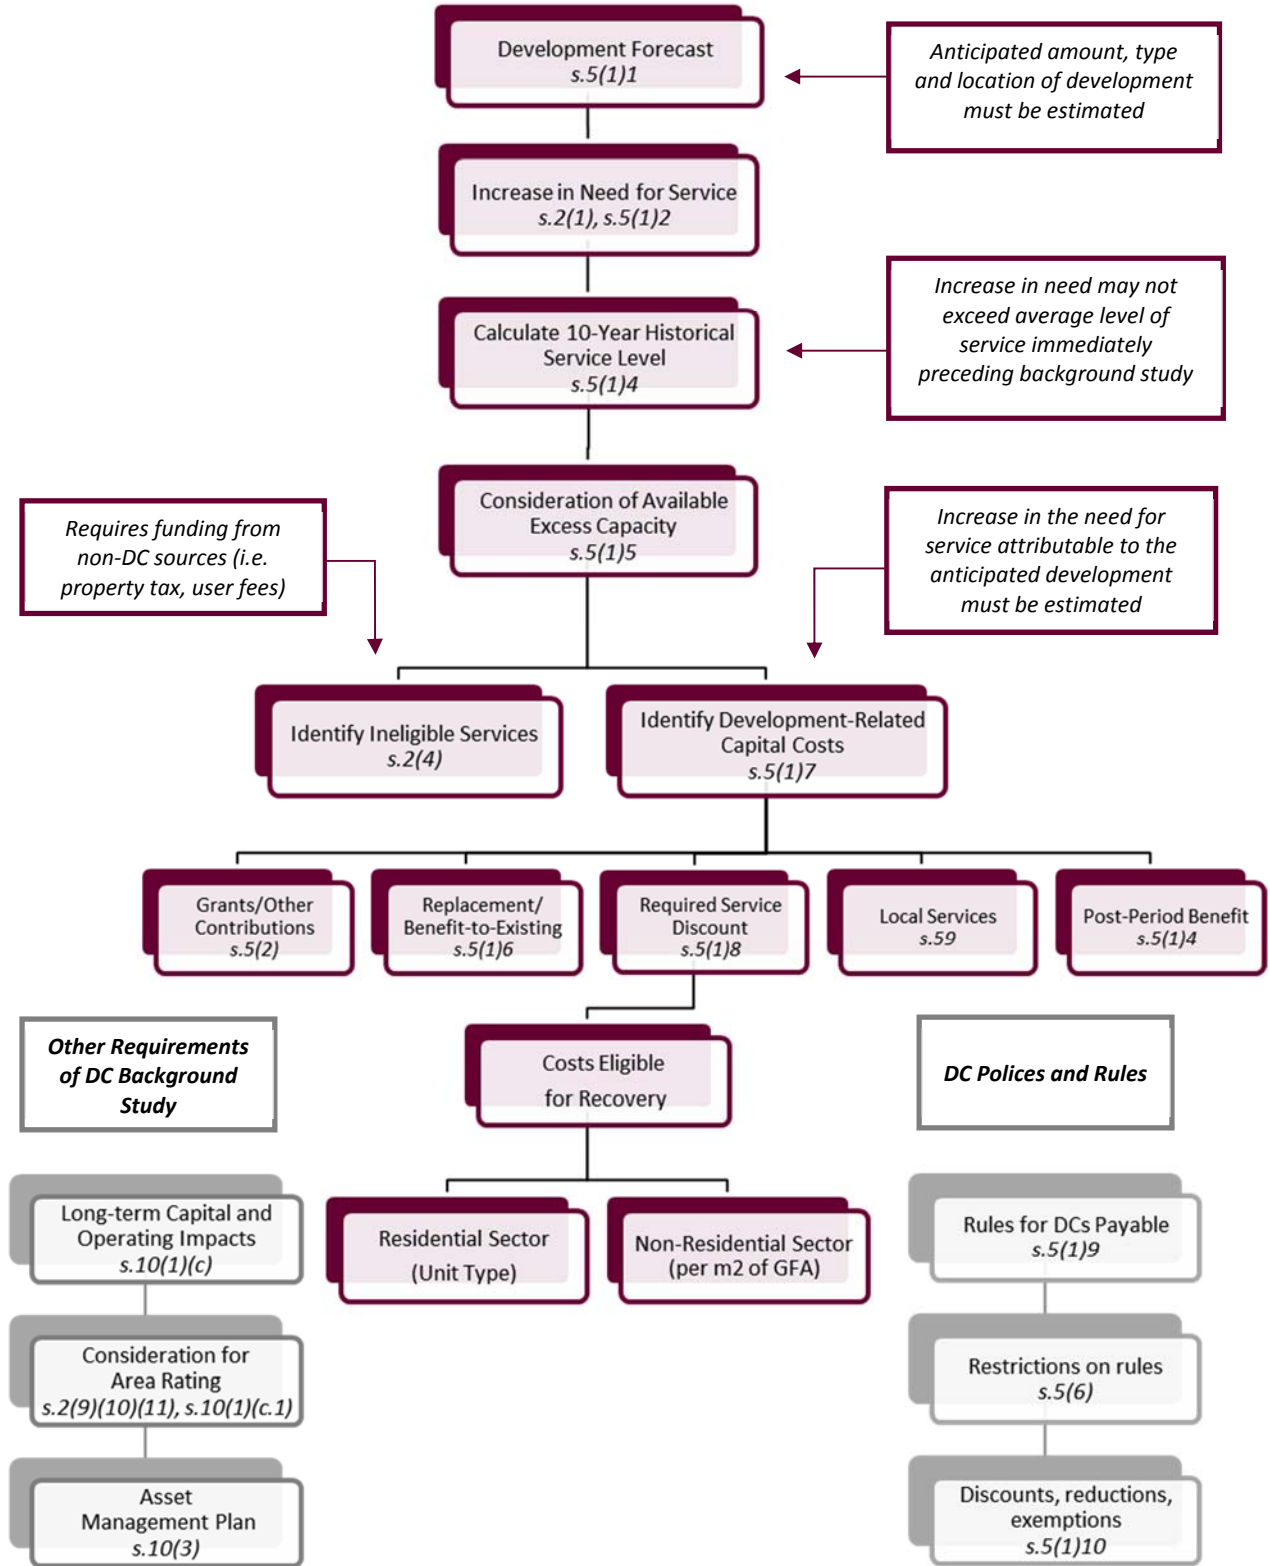 Development Forecast
s.5(1)1
Anticipated amount, type
and location of development
must be estimated
Increase in Need for Service
s.2(1), s.5(1)2
Calculate 10-Year Historical
Service Level
s.5(1)4
Increase in need may not
exceed average level of
service immediately
preceding background study
Consideration of Available
Excess Capacity
s.5(1)5
Requires funding from
non-DC sources (i.e.
property tax, user fees)
Increase in the need for
service attributable to the
anticipated development
must be estimated
Identify Ineligible Services
s.2(4)
Identify Development-Related
Capital Costs
s.5(1)7
Grants/Other
Contributions
s.5(2)
Replacement/
Benefit-to-Existing
s.5(1)6
Required Service
Discount
s.5(1)8
Local Services
s.59
Post-Period Benefit
s.5(1)4
Costs Eligible
for Recovery
Residential Sector
(Unit Type)
Non-Residential Sector
(per m2 of GFA)
Other Requirements
of DC Background
Study
Long-term Capital and
Operating Impacts
s.10(1)(c)
Consideration for
Area Rating
s.2(9)(10)(11), s.10(1)(c.1)
Asset
Management Plan
s.10(3)
DC Polices and Rules
Rules for DCs Payable
s.5(1)9
Restrictions on rules
s.5(6)
Discounts, reductions,
exemptions
s.5(1)10